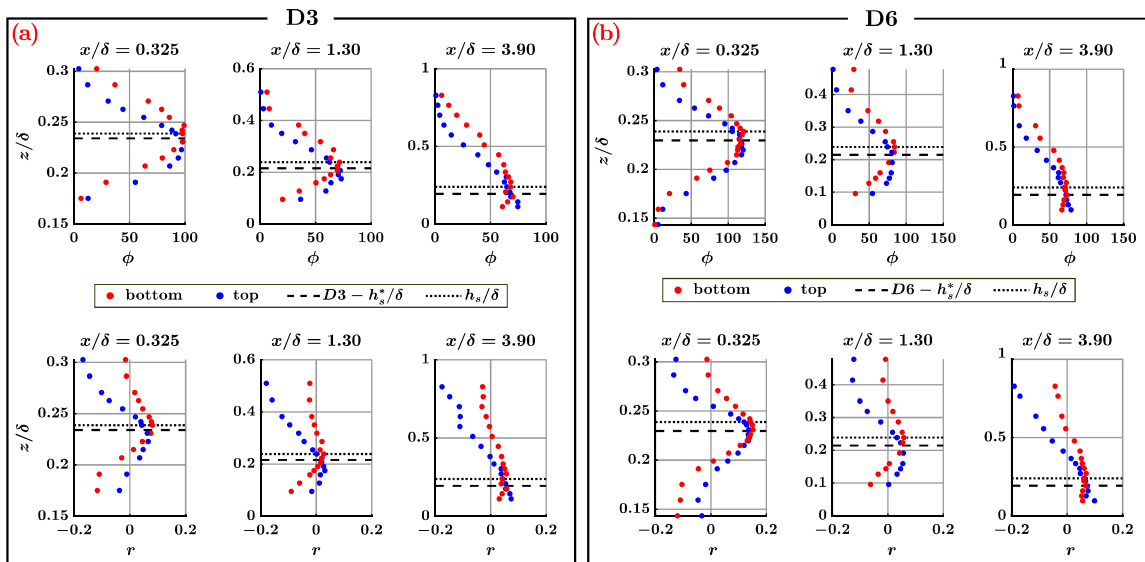 D3
(a)
x/δ = 0.325 x/δ = 1.30 x/δ = 3.90
z/δ
0.3 0.25 0.2 0.15
0.6 0.4 0.2 0
1 0.5 0
0 50 100 0 50 100 0 50 100
ϕ ϕ ϕ
bottom top D3 − h*ₛ/δ hₛ/δ
x/δ = 0.325 x/δ = 1.30 x/δ = 3.90
z/δ
0.3 0.25 0.2 0.15
0.6 0.4 0.2 0
1 0.5 0
−0.2 0 0.2 −0.2 0 0.2 −0.2 0 0.2
r r r
D6
(b)
x/δ = 0.325 x/δ = 1.30 x/δ = 3.90
z/δ
0.3 0.25 0.2 0.15
0.4 0.3 0.2 0.1 0
1 0.5 0
0 50 100 150 0 50 100 150 0 50 100 150
ϕ ϕ ϕ
bottom top D6 − h*ₛ/δ hₛ/δ
x/δ = 0.325 x/δ = 1.30 x/δ = 3.90
z/δ
0.3 0.25 0.2 0.15
0.4 0.3 0.2 0.1 0
1 0.5 0
−0.2 0 0.2 −0.2 0 0.2 −0.2 0 0.2
r r r